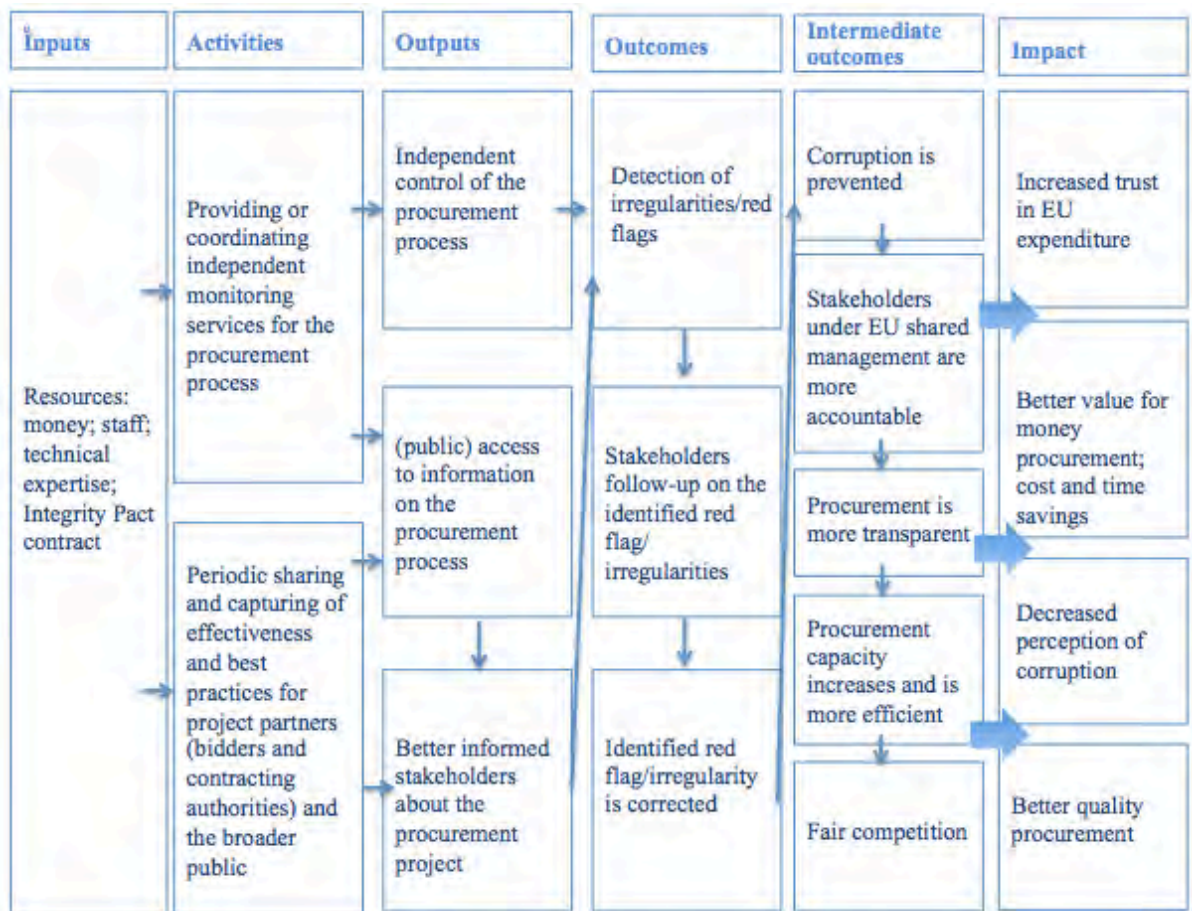 Inputs
Activities
Outputs
Outcomes
Intermediate
outcomes
Impact
Resources:
money; staff;
technical
expertise;
Integrity Pact
contract
Providing or
coordinating
independent
monitoring
services for the
procurement
process
Periodic sharing
and capturing of
effectiveness
and best
practices for
project partners
(bidders and
contracting
authorities) and
the broader
public
Independent
control of the
procurement
process
(public) access
to information
on the
procurement
process
Better informed
stakeholders
about the
procurement
project
Detection of
irregularities/red
flags
Stakeholders
follow-up on the
identified red
flag/
irregularities
Identified red
flag/irregularity
is corrected
Corruption is
prevented
Stakeholders
under EU shared
management are
more
accountable
Procurement is
more transparent
Procurement
capacity
increases and is
more efficient
Fair competition
Increased trust
in EU
expenditure
Better value for
money
procurement;
cost and time
savings
Decreased
perception of
corruption
Better quality
procurement